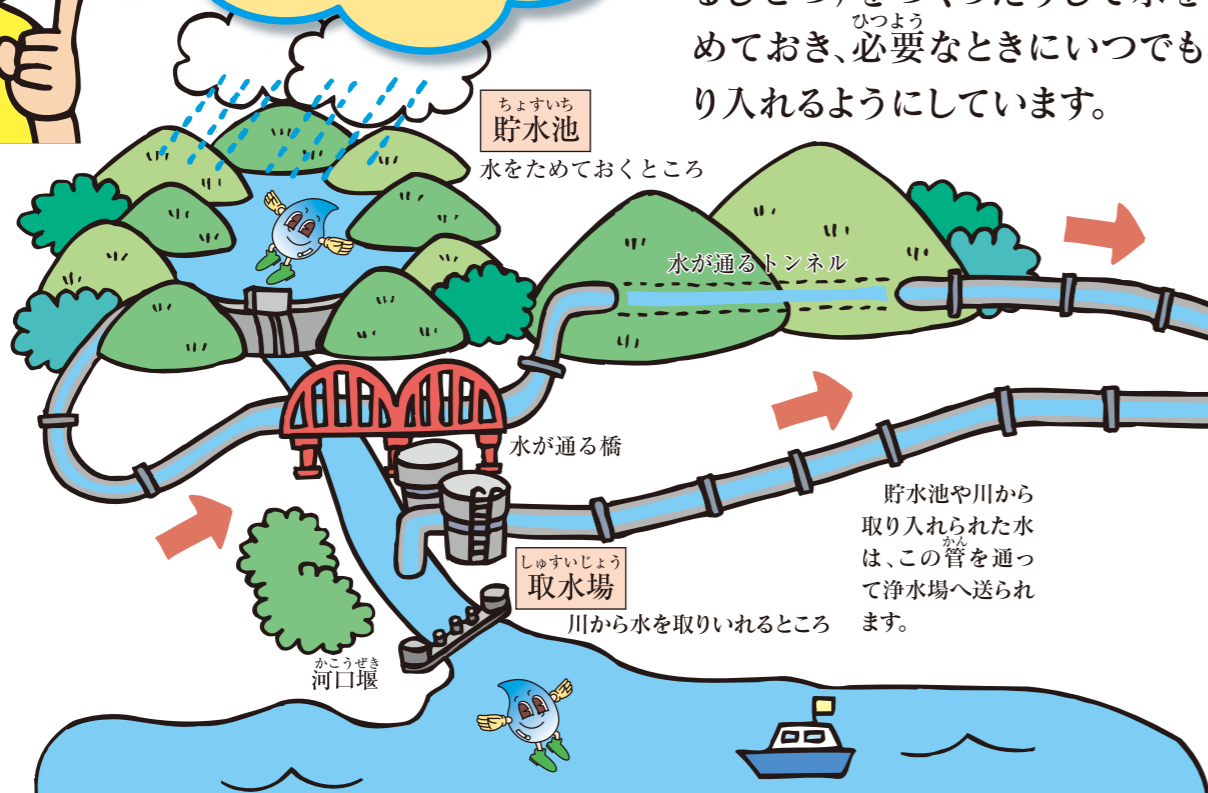 めておき、必要なときにいつでも
ひつよう
り入れるようにしています。
ちょすいち
貯水池
水をためておくところ
水が通るトンネル
水が通る橋
貯水池や川から
取り入れられた水
は、この管を通っ
かん
て浄水場へ送られ
ます。
しゅすいじょう
取水場
川から水を取りいれるところ
かこうぜき
河口堰